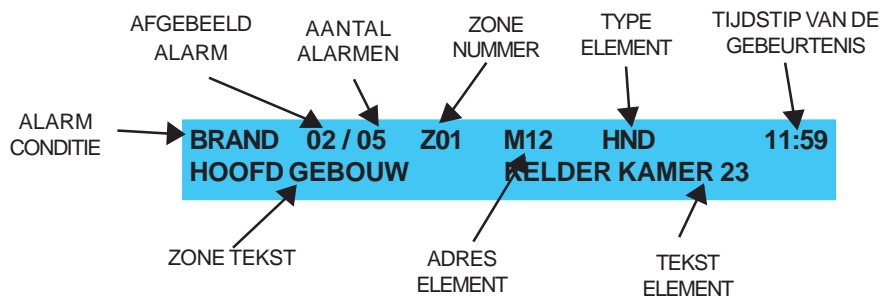 AFGEBEELD
ALARM
AANTAL
ALARMEN
ZONE
NUMMER
TYPE
ELEMENT
TIJDSTIP VAN DE
GEBEURTENIS
ALARM
CONDITIE
BRAND 02 / 05 Z01 M12 HND 11:59
HOOFD GEBOUW KELDER KAMER 23
ZONE TEKST
ADRES
ELEMENT
TEKST
ELEMENT